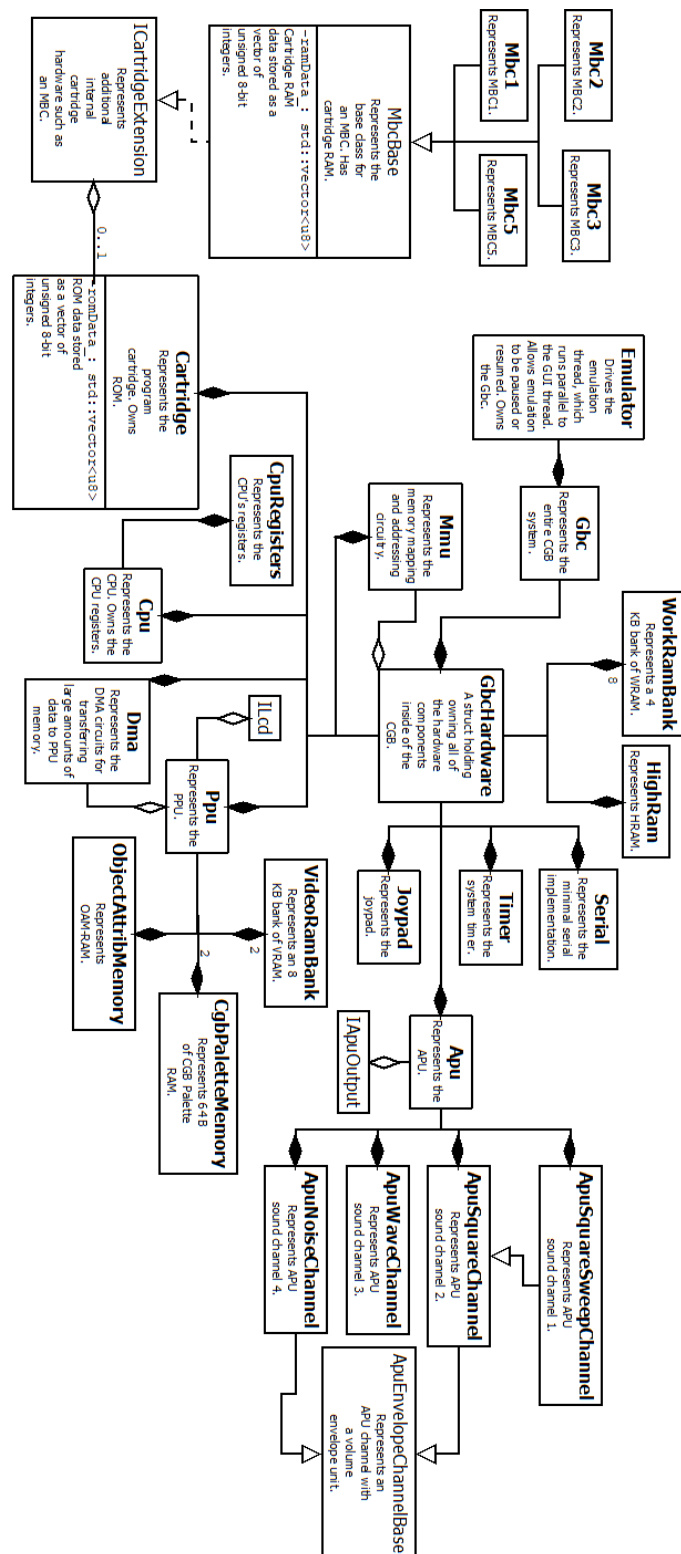 Mbc2
Represents MBC2.
Mbc3
Represents MBC3.
Mbc1
Represents MBC1.
Mbc5
Represents MBC5.
MbcBase
Represents the
base class for
an MBC. Has
cartridge RAM.
-ramData_: std::vector<u8>
Cartridge RAM
data stored as a
vector of
unsigned 8-bit
integers.
ICartridgeExtension
Represents
additional
internal
cartridge
hardware such as
an MBC.
0..1
Cartridge
Represents the
program
cartridge. Owns
ROM.
-romData_: std::vector<u8>
ROM data stored
as a vector of
unsigned 8-bit
integers.
Emulator
Drives the
emulation
thread, which
runs parallel to
the GUI thread.
Allows emulation
to be paused or
resumed. Owns
the Gbc.
Gbc
Represents the
entire CGB
system.
Mmu
Represents the
memory mapping
and addressing
circuitry.
CpuRegisters
Represents the
CPU's registers.
Cpu
Represents the
CPU. Owns the
CPU registers.
WorkRamBank
Represents a 4
KB bank of WRAM.
8
HighRam
Represents HRAM.
GbcHardware
A struct holding
owning all of
the hardware
components
inside of the
CGB.
ILcd
Dma
Represents the
DMA circuits for
transferring
large amounts of
data to PPU
memory.
Ppu
Represents the
PPU.
Serial
Represents the
minimal serial
implementation.
Timer
Represents the
system timer.
Joypad
Represents the
joypad.
VideoRamBank
Represents an 8
KB bank of VRAM.
2
ObjectAttribMemory
Represents
OAM-RAM.
2
CgbPaletteMemory
Represents 64 B
of CGB Palette
RAM.
Apu
Represents the
APU.
IApuOutput
ApuSquareSweepChannel
Represents APU
sound channel 1.
ApuSquareChannel
Represents APU
sound channel 2.
ApuWaveChannel
Represents APU
sound channel 3.
ApuNoiseChannel
Represents APU
sound channel 4.
ApuEnvelopeChannelBase
Represents an
APU channel with
a volume
envelope unit.